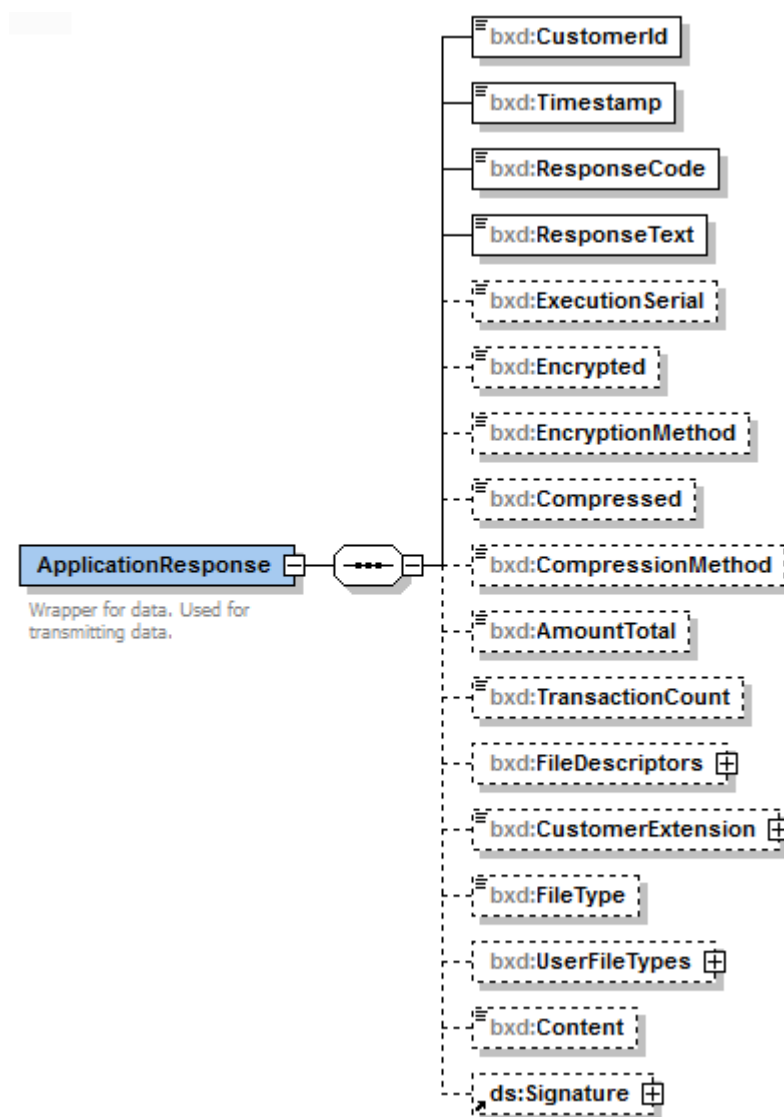 bxd:CustomerId
bxd:Timestamp
bxd:ResponseCode
bxd:ResponseText
bxd:ExecutionSerial
bxd:Encrypted
bxd:EncryptionMethod
bxd:Compressed
ApplicationResponse
Wrapper for data. Used for
transmitting data.
bxd:CompressionMethod
bxd:AmountTotal
bxd:TransactionCount
bxd:FileDescriptors
bxd:CustomerExtension
bxd:FileType
bxd:UserFileTypes
bxd:Content
ds:Signature